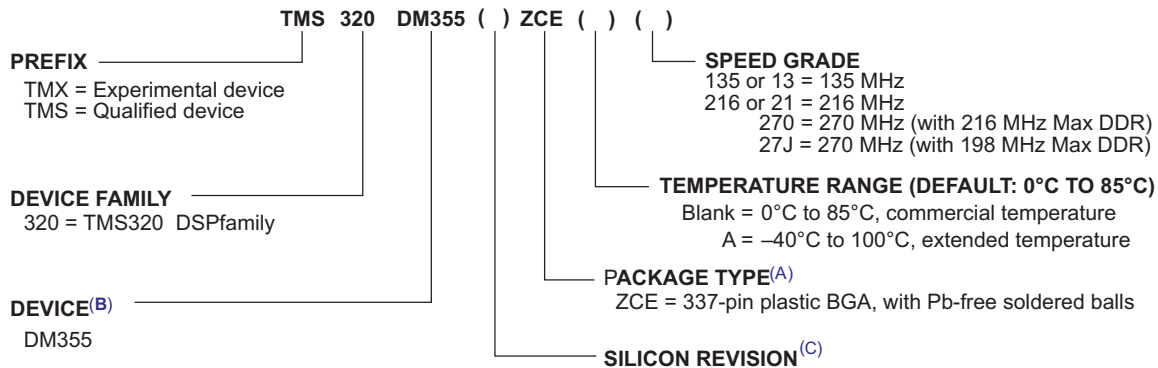 TMS 320 DM355 ( ) ZCE ( ) ( )
PREFIX
TMX = Experimental device
TMS = Qualified device
SPEED GRADE
135 or 13 = 135 MHz
216 or 21 = 216 MHz
270 = 270 MHz (with 216 MHz Max DDR)
27J = 270 MHz (with 198 MHz Max DDR)
DEVICE FAMILY
320 = TMS320 DSPfamily
TEMPERATURE RANGE (DEFAULT: 0°C TO 85°C)
Blank = 0°C to 85°C, commercial temperature
A = –40°C to 100°C, extended temperature
PACKAGE TYPE(A)
ZCE = 337-pin plastic BGA, with Pb-free soldered balls
DEVICE(B)
DM355
SILICON REVISION(C)